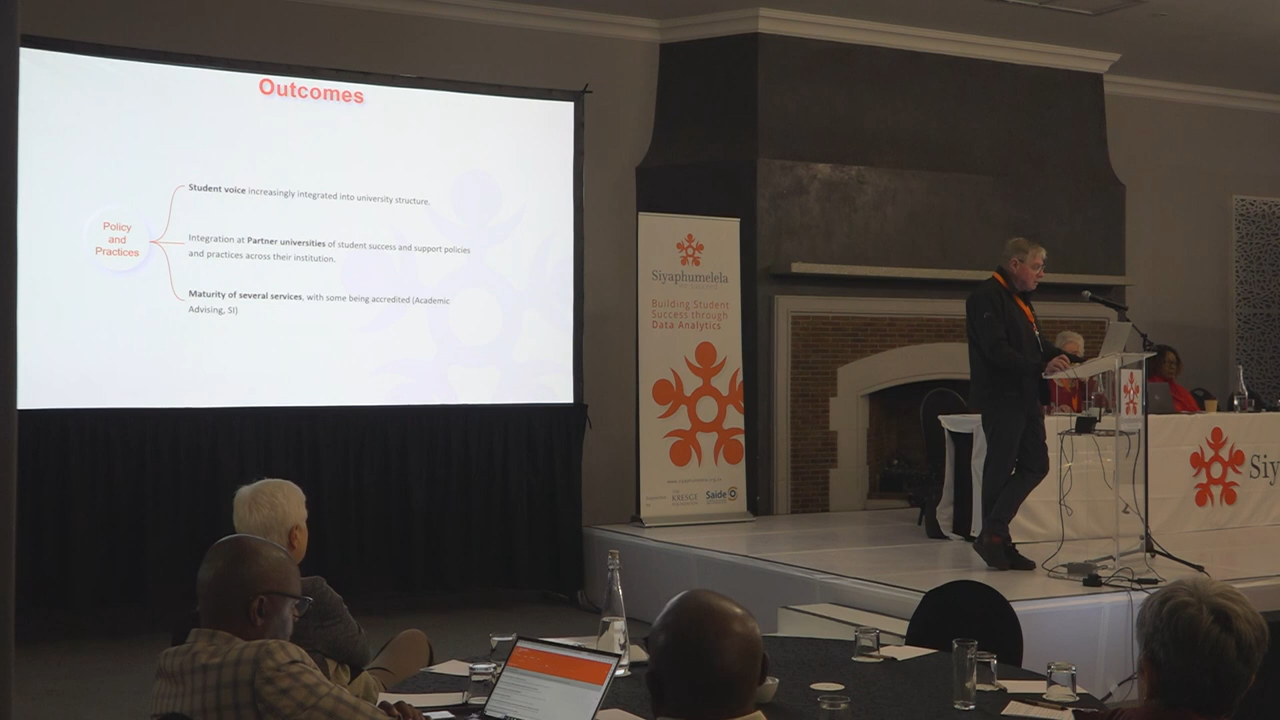 Outcomes
Policy
and
Practices
Student voice increasingly integrated into university structure.
Integration at Partner universities of student success and support policies
and practices across their institution.
Maturity of several services, with some being accredited (Academic
Advising, SI)
Siyaphumelela
Building Student
Success through
Data Analytics
KRESGE
Saide
Siy